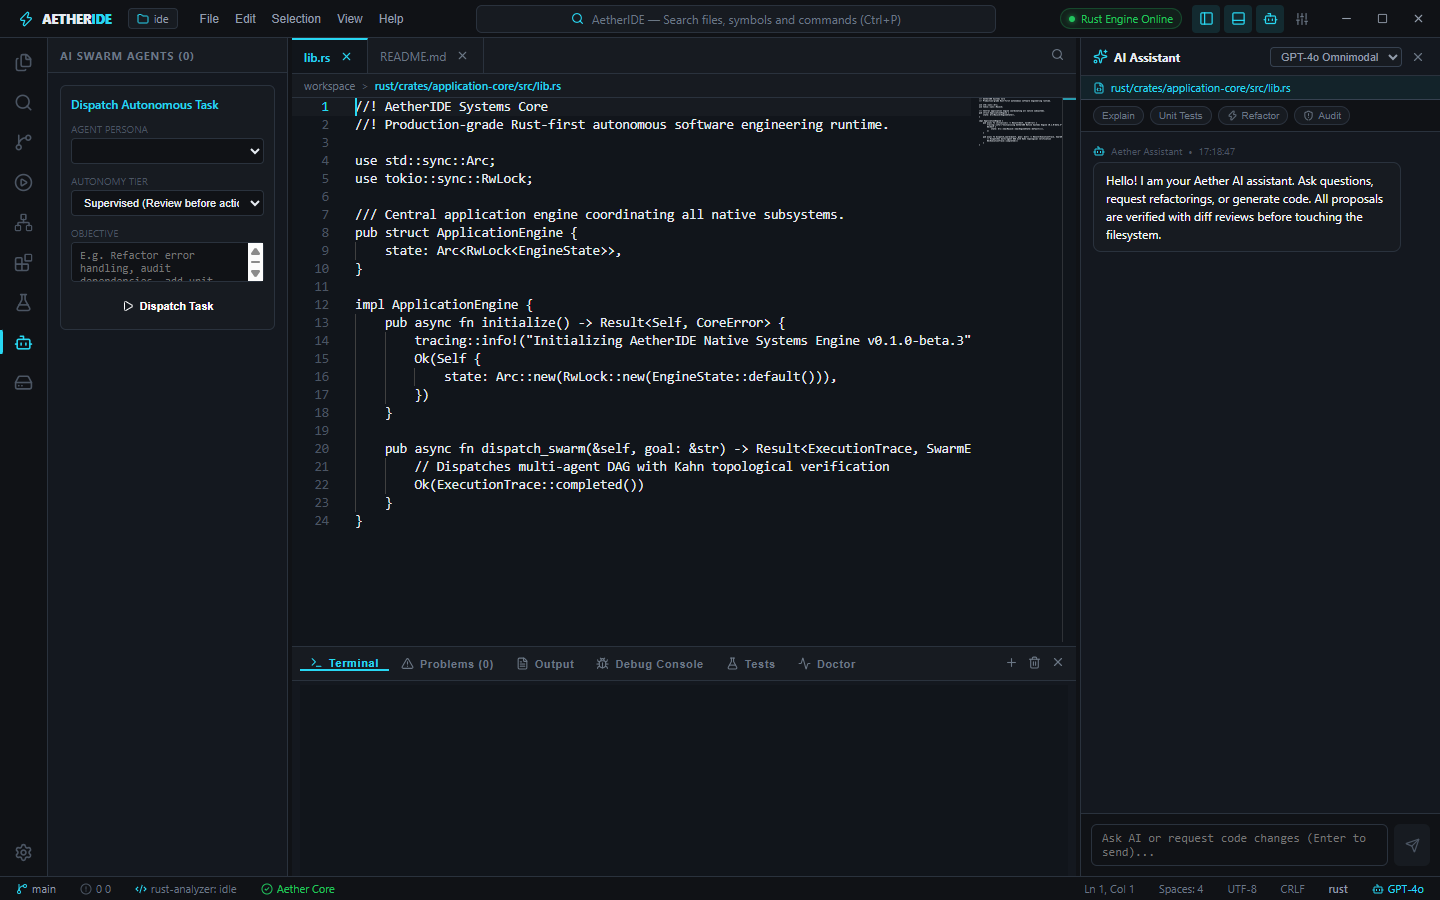 AETHERIDE
ide
File Edit Selection View Help
AetherIDE — Search files, symbols and commands (Ctrl+P)
Rust Engine Online
AI SWARM AGENTS (0)
Dispatch Autonomous Task
AGENT PERSONA
AUTONOMY TIER
Supervised (Review before actic
OBJECTIVE
E.g. Refactor error
handling, audit
dependencies, add unit
Dispatch Task
lib.rs
README.md
workspace > rust/crates/application-core/src/lib.rs
1 //! AetherIDE Systems Core
2 //! Production-grade Rust-first autonomous software engineering runtime.
3
4 use std::sync::Arc;
5 use tokio::sync::RwLock;
6
7 /// Central application engine coordinating all native subsystems.
8 pub struct ApplicationEngine {
9     state: Arc<RwLock<EngineState>>,
10 }
11
12 impl ApplicationEngine {
13     pub async fn initialize() -> Result<Self, CoreError> {
14         tracing::info!("Initializing AetherIDE Native Systems Engine v0.1.0-beta.3"
15         Ok(Self {
16             state: Arc::new(RwLock::new(EngineState::default())),
17         })
18     }
19
20     pub async fn dispatch_swarm(&self, goal: &str) -> Result<ExecutionTrace, SwarmE
21         // Dispatches multi-agent DAG with Kahn topological verification
22         Ok(ExecutionTrace::completed())
23     }
24 }
Terminal
Problems (0)
Output
Debug Console
Tests
Doctor
AI Assistant
GPT-4o Omnimodal
rust/crates/application-core/src/lib.rs
Explain
Unit Tests
Refactor
Audit
Aether Assistant • 17:18:47
Hello! I am your Aether AI assistant. Ask questions,
request refactorings, or generate code. All proposals
are verified with diff reviews before touching the
filesystem.
Ask AI or request code changes (Enter to
send)...
main
0 0
rust-analyzer: idle
Aether Core
Ln 1, Col 1
Spaces: 4
UTF-8
CRLF
rust
GPT-4o